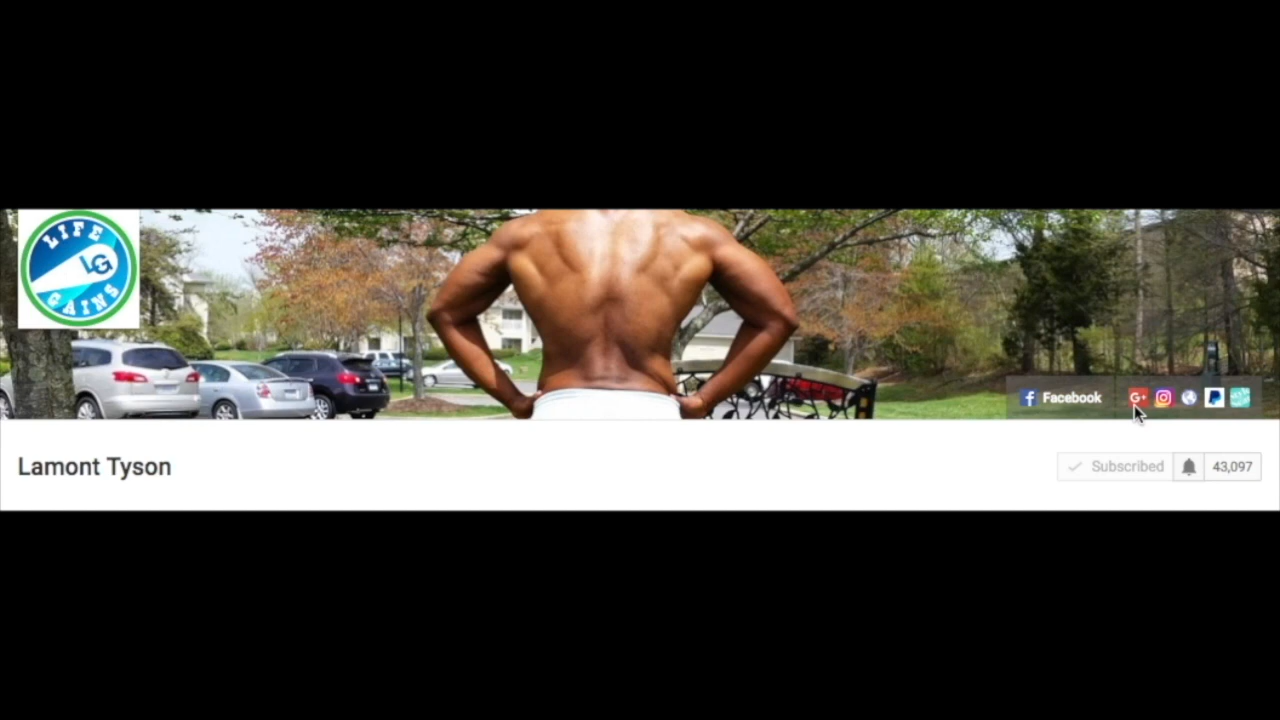 LIFE
LG
GAINS
Facebook
G+
Lamont Tyson
Subscribed
43,097